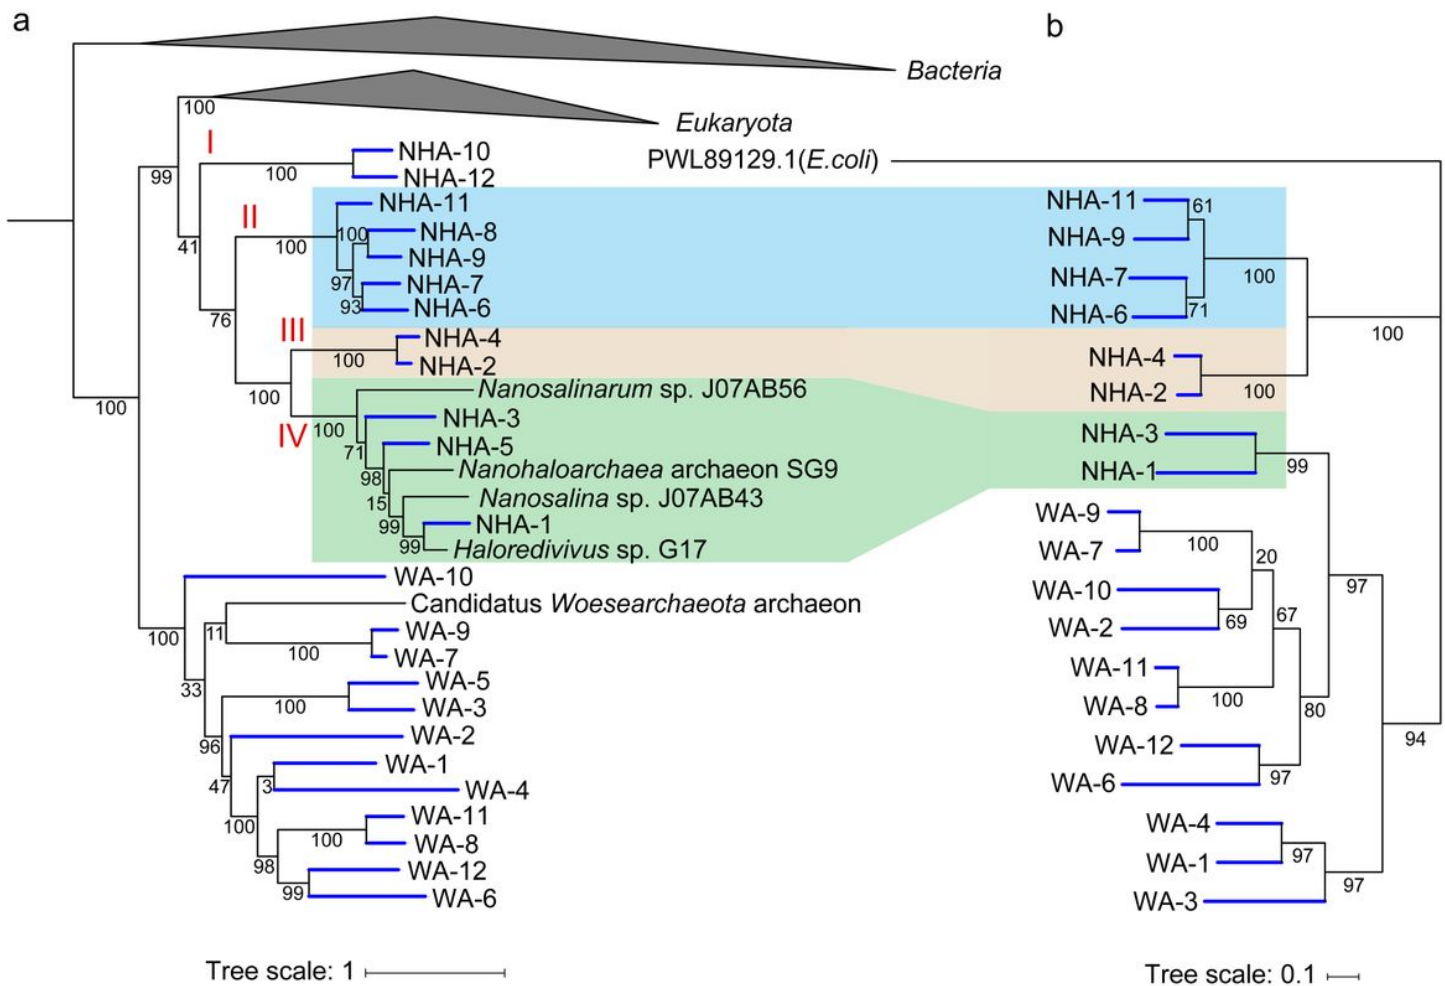 a
b
Bacteria
100
Eukaryota
I
NHA-10
PWL89129.1(E.coli)
99
100
NHA-12
II
NHA-11
NHA-11
61
100
NHA-8
41
100
NHA-9
NHA-9
100
97
NHA-7
NHA-7
93
NHA-6
NHA-6
71
76
III
NHA-4
100
100
NHA-4
NHA-2
100
Nanosalinarum sp. J07AB56
NHA-2
100
100
NHA-3
IV
100
NHA-3
71
NHA-5
99
98
Nanohaloarchaea archaeon SG9
NHA-1
15
Nanosalina sp. J07AB43
99
NHA-1
WA-9
99
Haloredivivus sp. G17
100
WA-7
20
WA-10
WA-10
97
Candidatus Woesearchaeota archaeon
69
67
100
11
WA-9
WA-2
100
WA-7
WA-11
33
WA-5
100
100
WA-3
WA-8
80
96
WA-2
WA-12
94
47
WA-1
97
3
WA-4
WA-6
100
WA-11
WA-4
100
WA-8
97
98
WA-12
WA-1
99
WA-6
97
WA-3
Tree scale: 1
Tree scale: 0.1